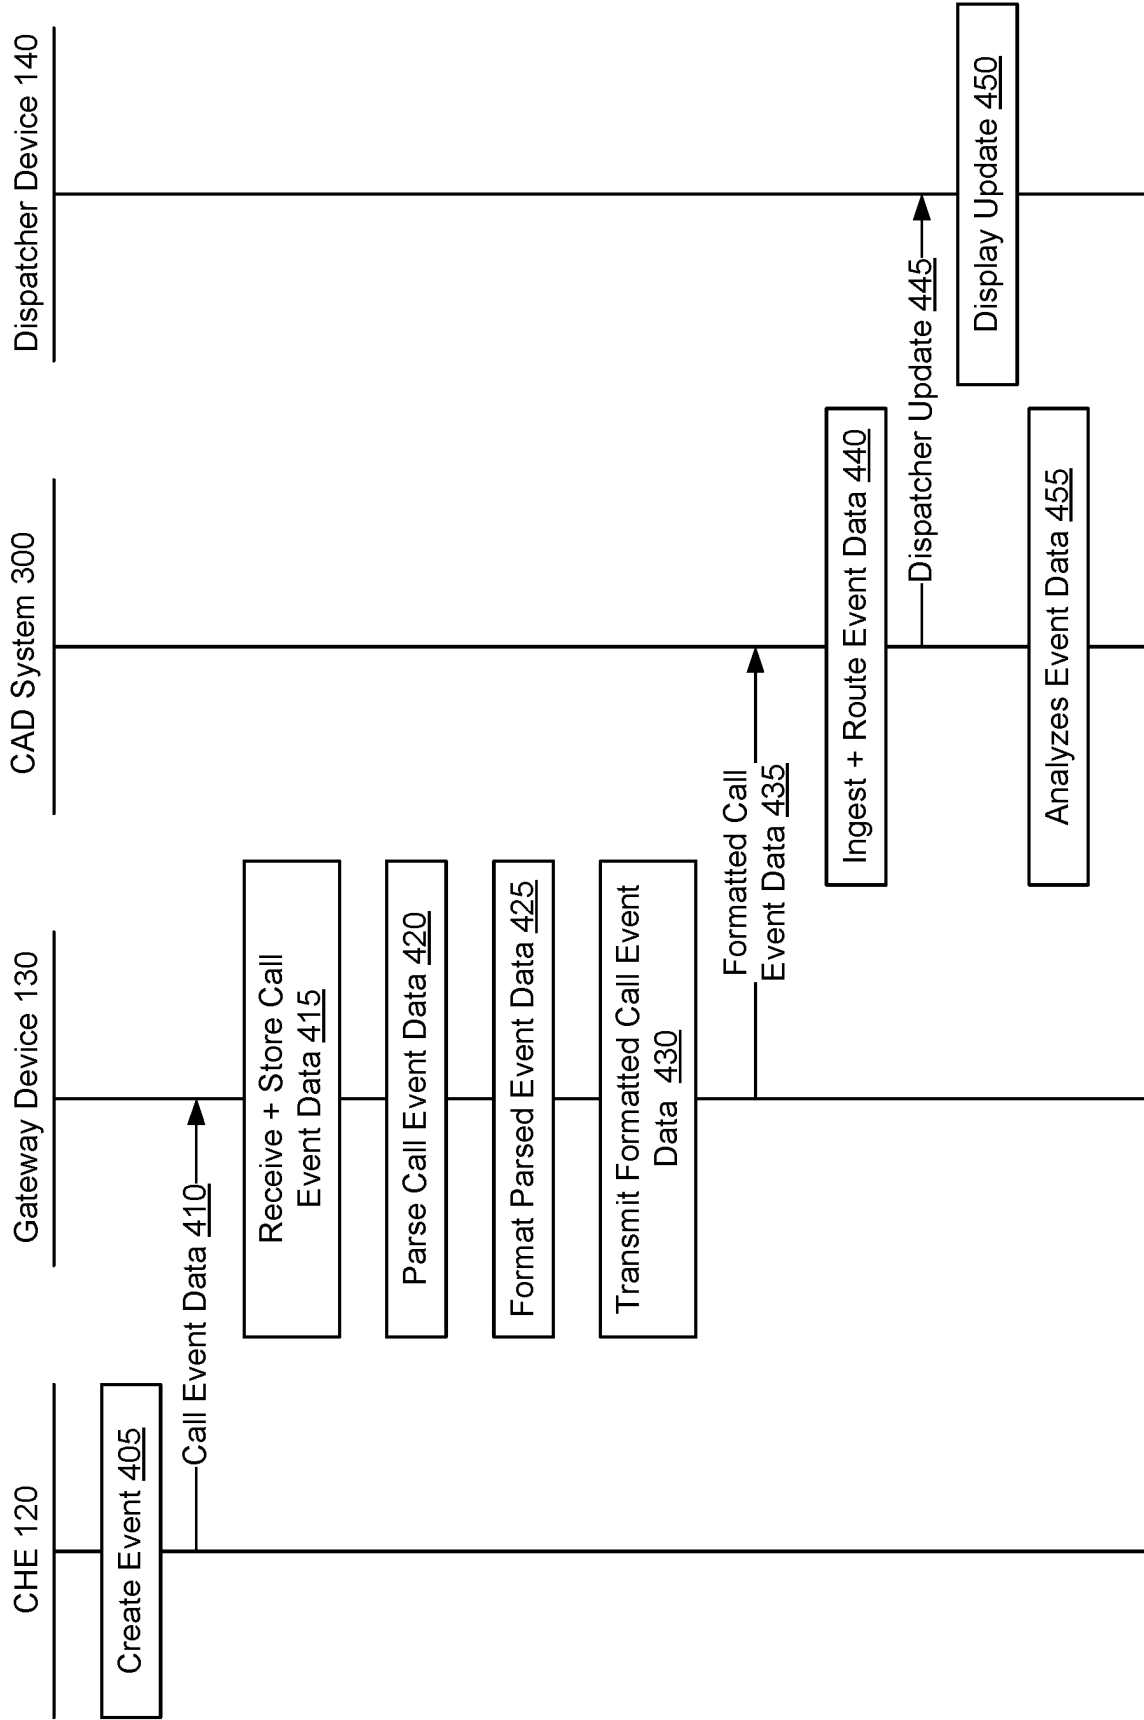 CHE 120
Gateway Device 130
CAD System 300
Dispatcher Device 140
Create Event 405
Call Event Data 410
Receive + Store Call
Event Data 415
Parse Call Event Data 420
Format Parsed Event Data 425
Transmit Formatted Call Event
Data 430
Formatted Call
Event Data 435
Ingest + Route Event Data 440
Dispatcher Update 445
Display Update 450
Analyzes Event Data 455